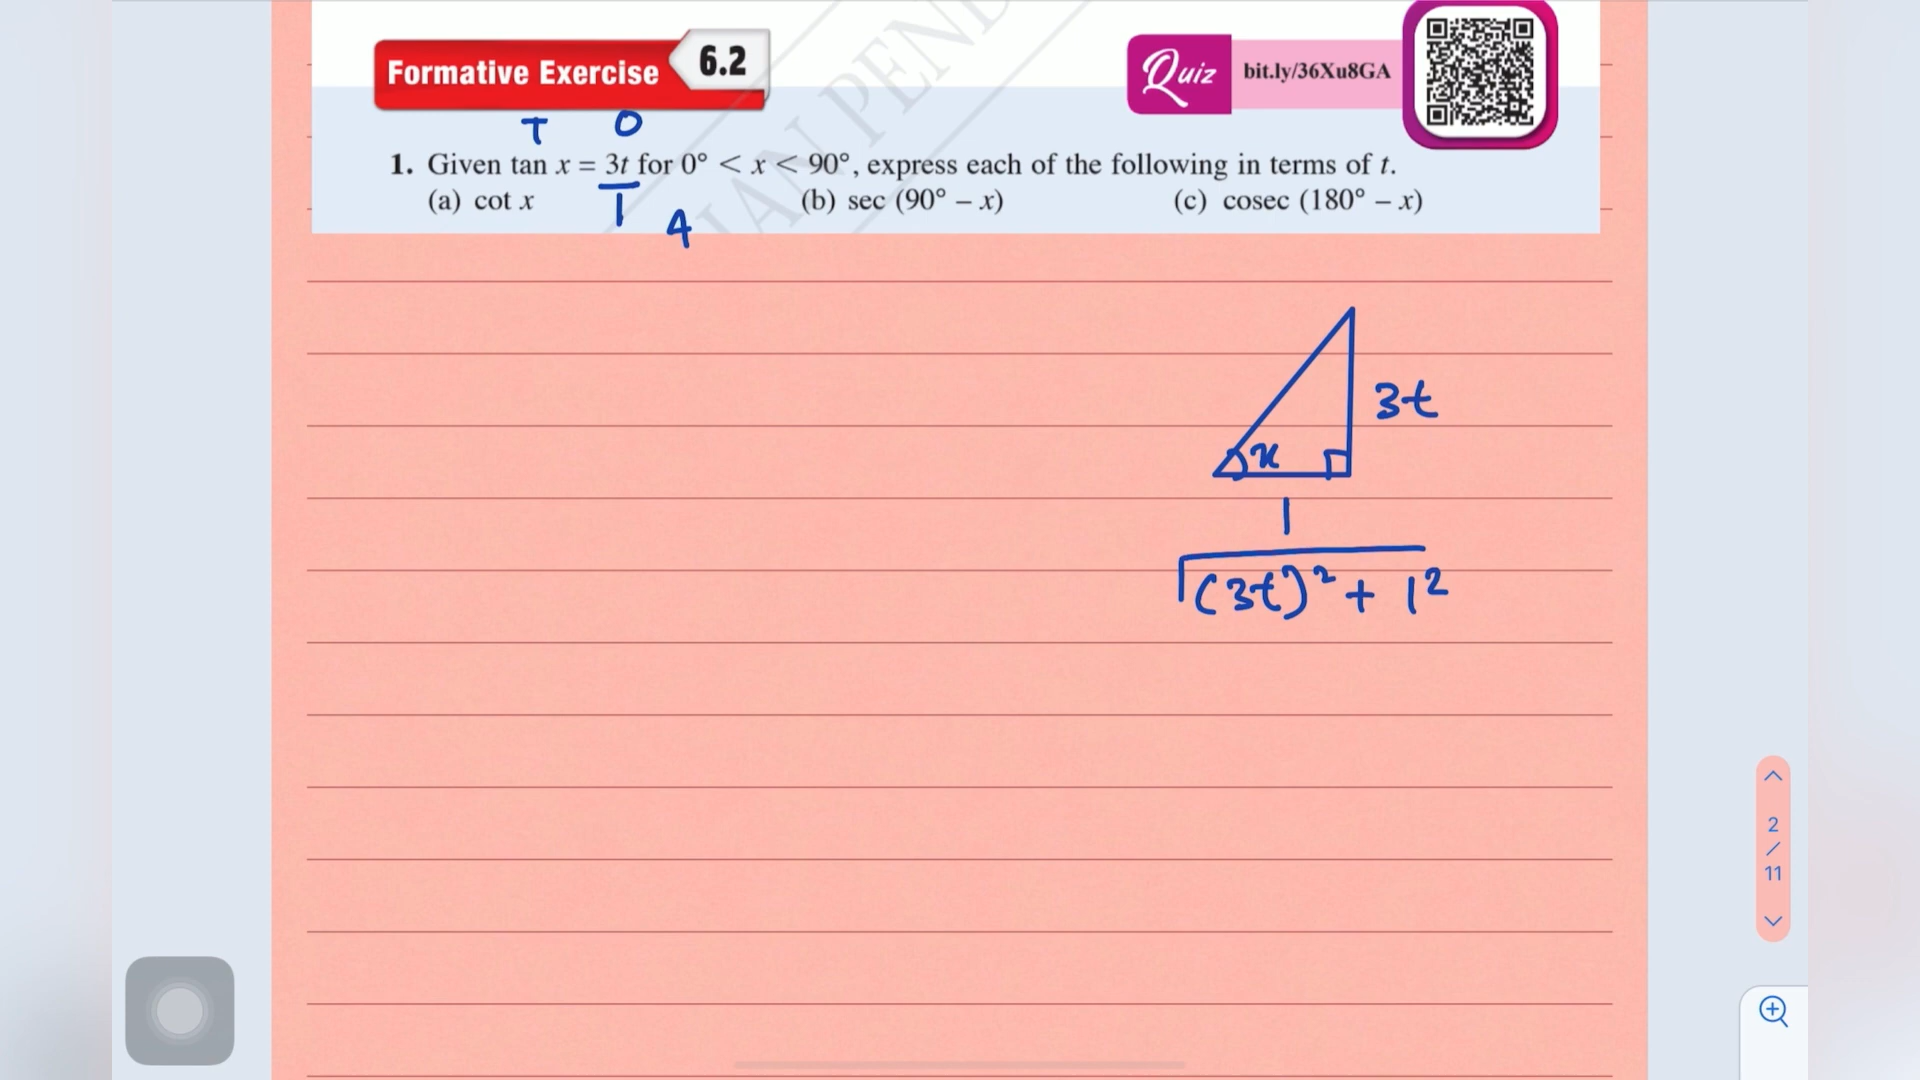 Formative Exercise 6.2
Quiz bit.ly/36Xu8GA
T O
1. Given tan x = 3t for 0° < x < 90°, express each of the following in terms of t.
(a) cot x (b) sec (90° – x) (c) cosec (180° – x)
1 A
3t
x
1
√(3t)² + 1²
2
/
11